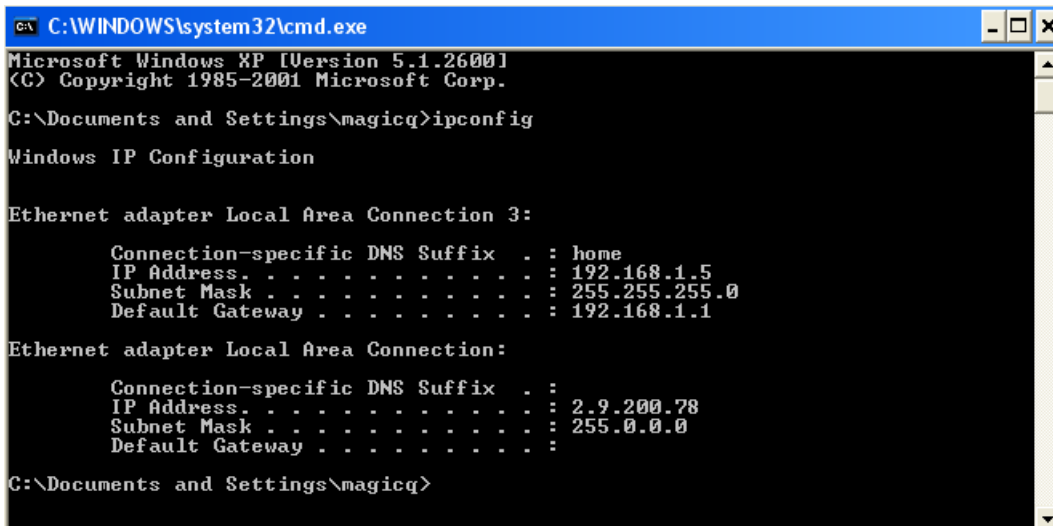 C:\WINDOWS\system32\cmd.exe
Microsoft Windows XP [Version 5.1.2600]
(C) Copyright 1985-2001 Microsoft Corp.
C:\Documents and Settings\magicq>ipconfig
Windows IP Configuration
Ethernet adapter Local Area Connection 3:
Connection-specific DNS Suffix . : home
IP Address. . . . . . . . . . . . : 192.168.1.5
Subnet Mask . . . . . . . . . . . : 255.255.255.0
Default Gateway . . . . . . . . . : 192.168.1.1
Ethernet adapter Local Area Connection:
Connection-specific DNS Suffix . :
IP Address. . . . . . . . . . . . : 2.9.200.78
Subnet Mask . . . . . . . . . . . : 255.0.0.0
Default Gateway . . . . . . . . . :
C:\Documents and Settings\magicq>